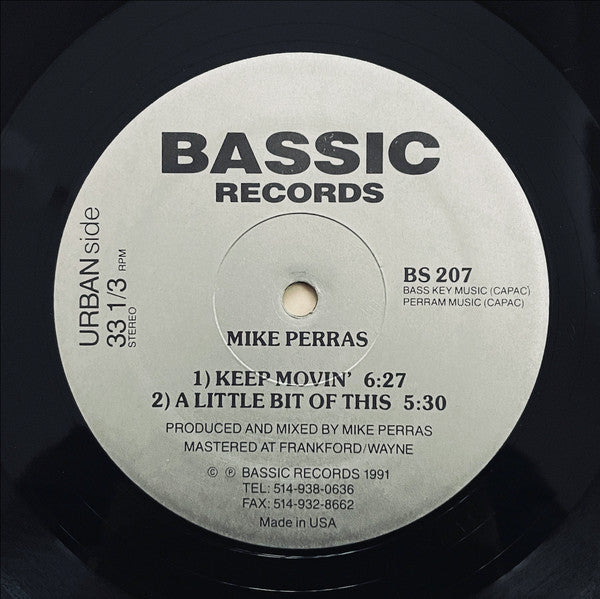 BASSIC
RECORDS
URBAN side
33 1/3 RPM
STEREO
BS 207
BASS KEY MUSIC (CAPAC)
PERRAM MUSIC (CAPAC)
MIKE PERRAS
1) KEEP MOVIN' 6:27
2) A LITTLE BIT OF THIS 5:30
PRODUCED AND MIXED BY MIKE PERRAS
MASTERED AT FRANKFORD/WAYNE
© ℗ BASSIC RECORDS 1991
TEL: 514-938-0636
FAX: 514-932-8662
Made in USA